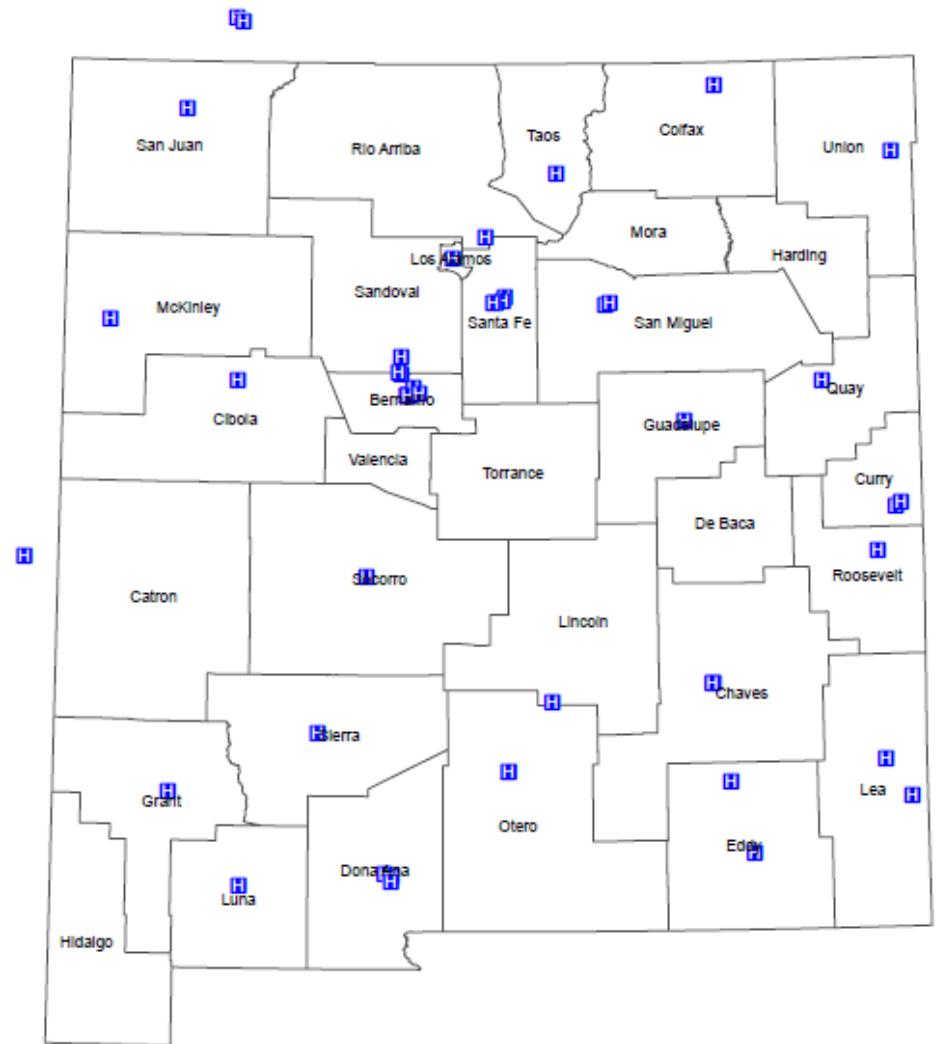 H H
H
H
San Juan
Rio Arriba
Taos
Colfax
Union
H
H
Mora
Harding
H
Los Alamos
H
Sandoval
McKinley
H
Santa Fe
H H
San Miguel
H H
H
H
H
Cibola
Bernalillo
H H
H
Quay
Guadalupe
H
Valencia
Torrance
Curry
H H
De Baca
H
Roosevelt
H
Socorro
H
Catron
Lincoln
H
Chaves
H
Sierra
H
H
Otero
H
H
Lea
H
Grant
H
Eddy
H
Dona Ana
H H
H
Luna
Hidalgo